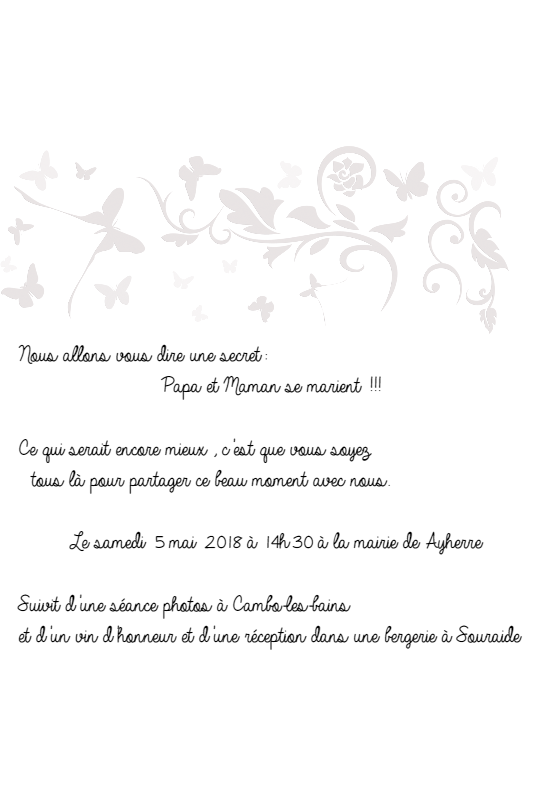 Nous allons vous dire une secret :
Papa et Maman se marient !!!
Ce qui serait encore mieux , c'est que vous soyez
tous là pour partager ce beau moment avec nous.
Le samedi 5 mai 2018 à 14h30 à la mairie de Ayherre
Suivit d'une séance photos à Cambo-les-bains
et d'un vin d'honneur et d'une réception dans une bergerie à Souraide